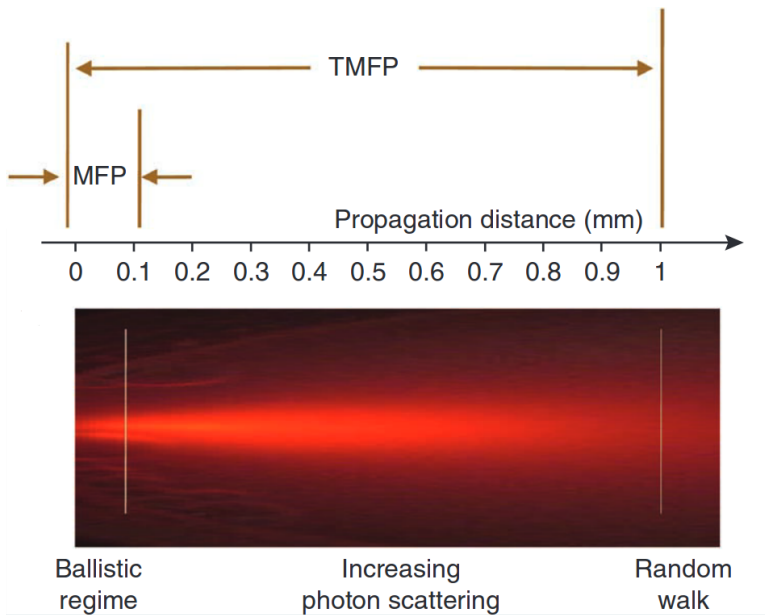 TMFP
MFP
Propagation distance (mm)
0 0.1 0.2 0.3 0.4 0.5 0.6 0.7 0.8 0.9 1
Ballistic Increasing Random
regime photon scattering walk